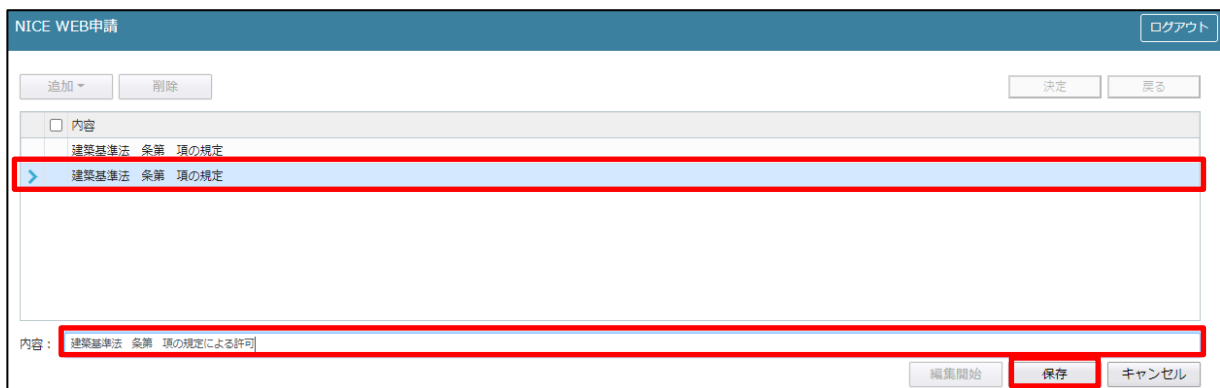 NICE WEB申請 ログアウト
追加 削除 決定 戻る
内容
建築基準法　条第　項の規定
建築基準法　条第　項の規定
内容： 建築基準法　条第　項の規定による許可
編集開始 保存 キャンセル